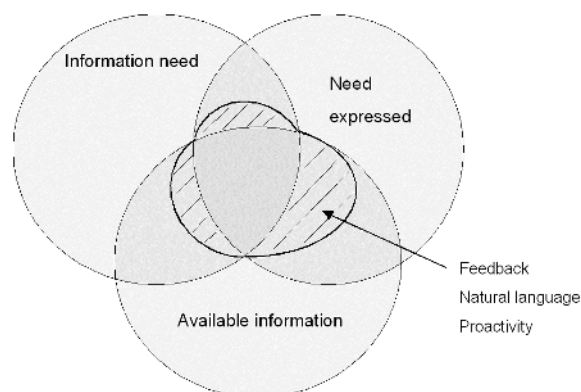 Information need
Need
expressed
Available information
Feedback
Natural language
Proactivity